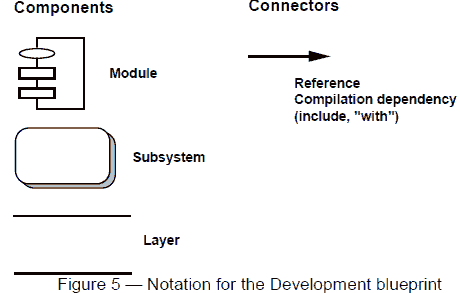 Components
Connectors
Module
Reference
Compilation dependency
(include, "with")
Subsystem
Layer
Figure 5 — Notation for the Development blueprint